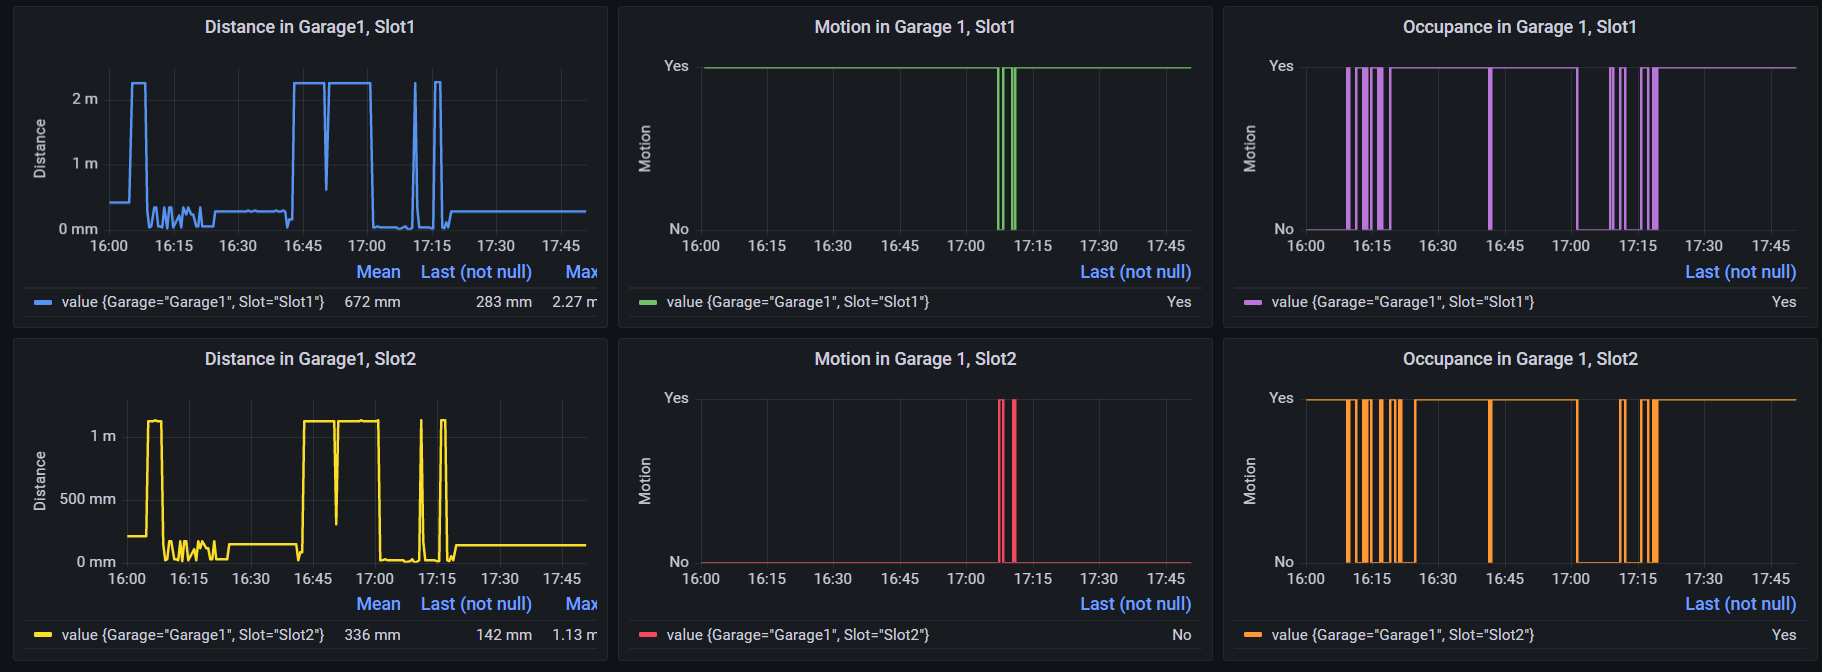 Distance in Garage1, Slot1
Distance
2 m
1 m
0 mm
16:00 16:15 16:30 16:45 17:00 17:15 17:30 17:45
Mean Last (not null) Max
value {Garage="Garage1", Slot="Slot1"} 672 mm 283 mm 2.27 m
Motion in Garage 1, Slot1
Motion
Yes
No
16:00 16:15 16:30 16:45 17:00 17:15 17:30 17:45
Last (not null)
value {Garage="Garage1", Slot="Slot1"} Yes
Occupance in Garage 1, Slot1
Motion
Yes
No
16:00 16:15 16:30 16:45 17:00 17:15 17:30 17:45
Last (not null)
value {Garage="Garage1", Slot="Slot1"} Yes
Distance in Garage1, Slot2
Distance
1 m
500 mm
0 mm
16:00 16:15 16:30 16:45 17:00 17:15 17:30 17:45
Mean Last (not null) Max
value {Garage="Garage1", Slot="Slot2"} 336 mm 142 mm 1.13 m
Motion in Garage 1, Slot2
Motion
Yes
No
16:00 16:15 16:30 16:45 17:00 17:15 17:30 17:45
Last (not null)
value {Garage="Garage1", Slot="Slot2"} No
Occupance in Garage 1, Slot2
Motion
Yes
No
16:00 16:15 16:30 16:45 17:00 17:15 17:30 17:45
Last (not null)
value {Garage="Garage1", Slot="Slot2"} Yes